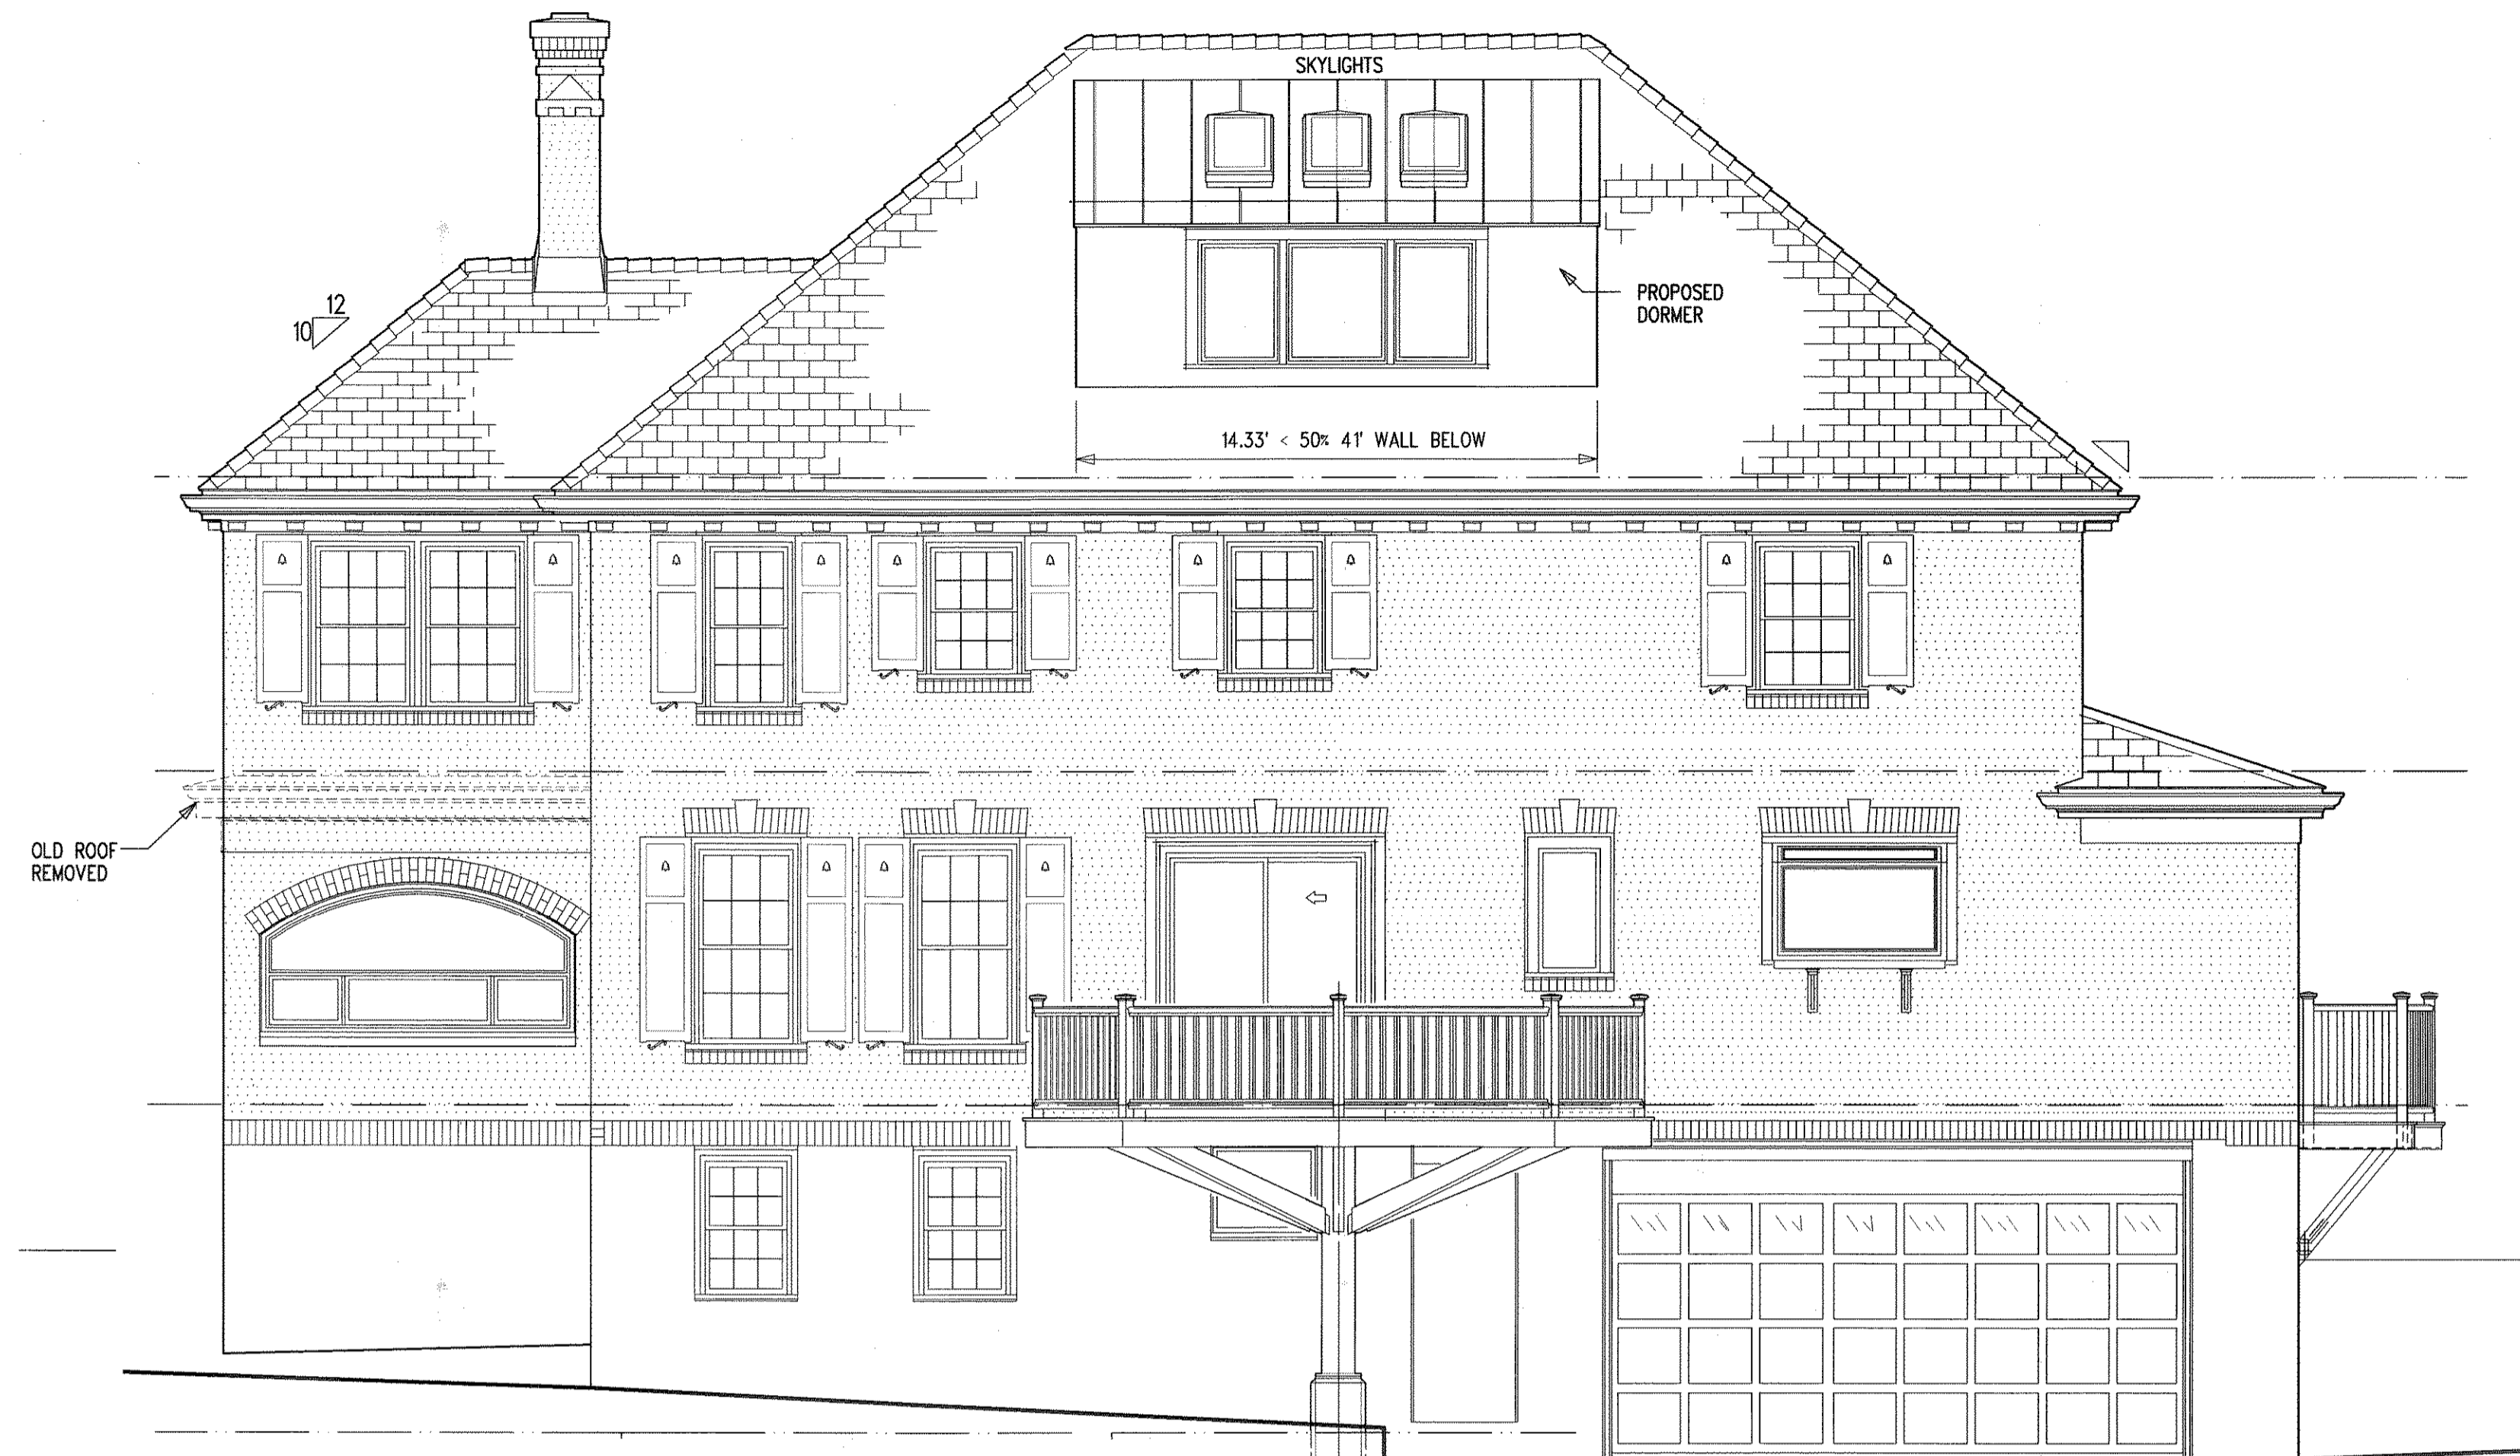 SKYLIGHTS
12
10
PROPOSED
DORMER
14.33' < 50% 41' WALL BELOW
OLD ROOF
REMOVED